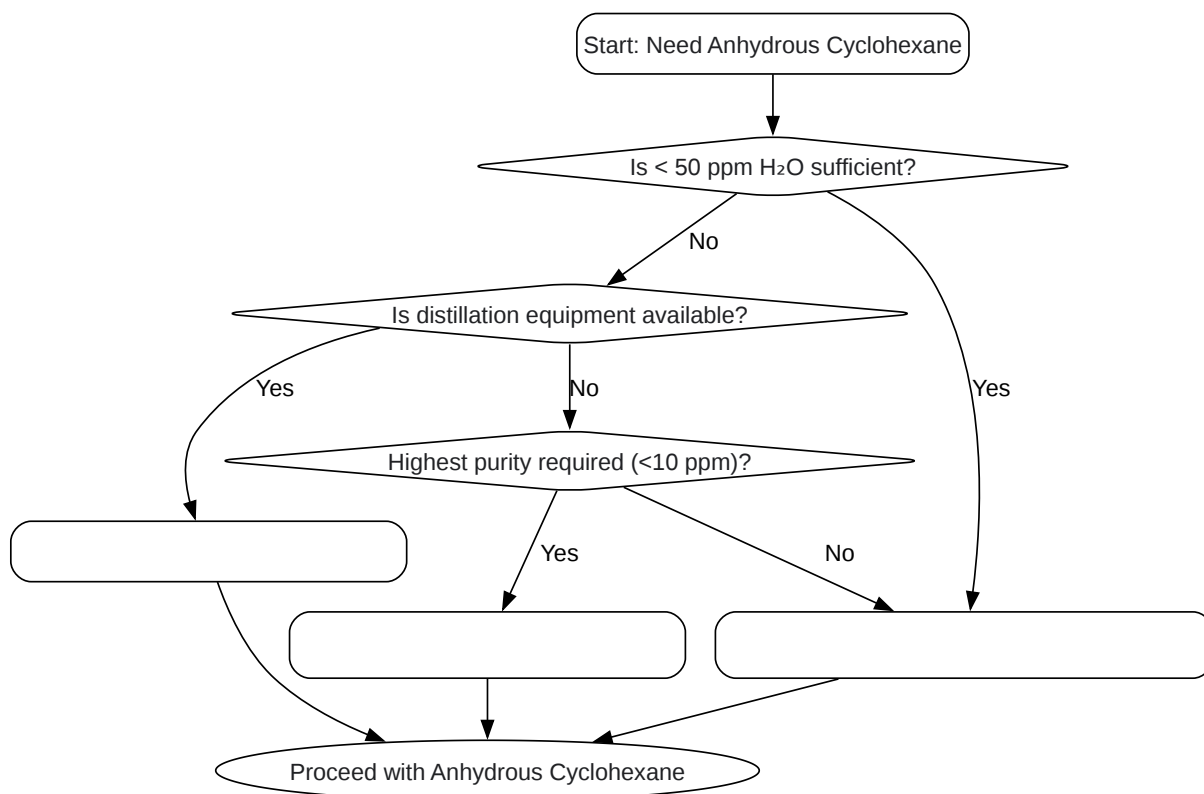 Start: Need Anhydrous Cyclohexane
Is < 50 ppm H₂O sufficient?
No
Is distillation equipment available?
Yes
No
Yes
Highest purity required (<10 ppm)?
Yes
No
Proceed with Anhydrous Cyclohexane